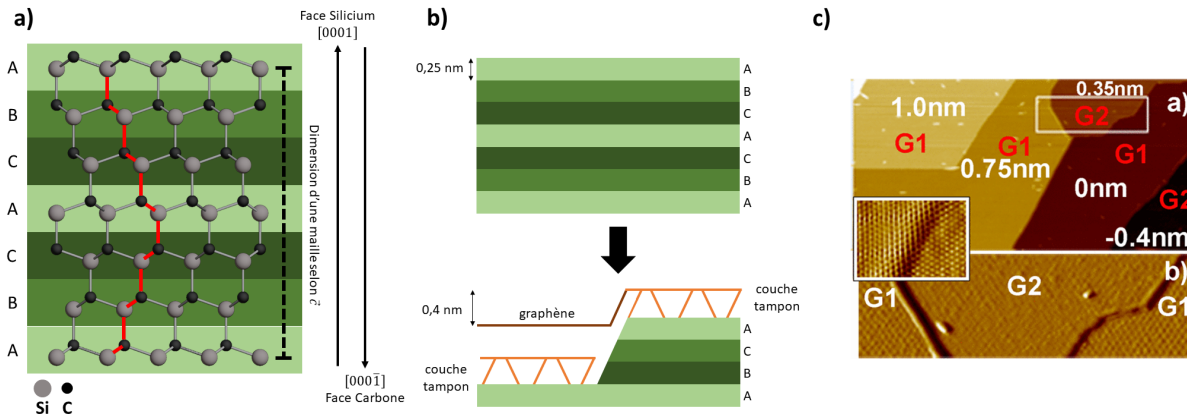 a)
Face Silicium
[0001]
A
B
C
A
C
B
A
Dimension d'une maille selon c⃗
[0001̄]
Face Carbone
Si
C
b)
0,25 nm
A
B
C
A
C
B
A
0,4 nm
graphène
couche
tampon
couche
tampon
A
C
B
A
c)
a)
0.35nm
1.0nm
G2
G1
G1
G1
0.75nm
0nm
G2
-0.4nm
b)
G1
G2
G1